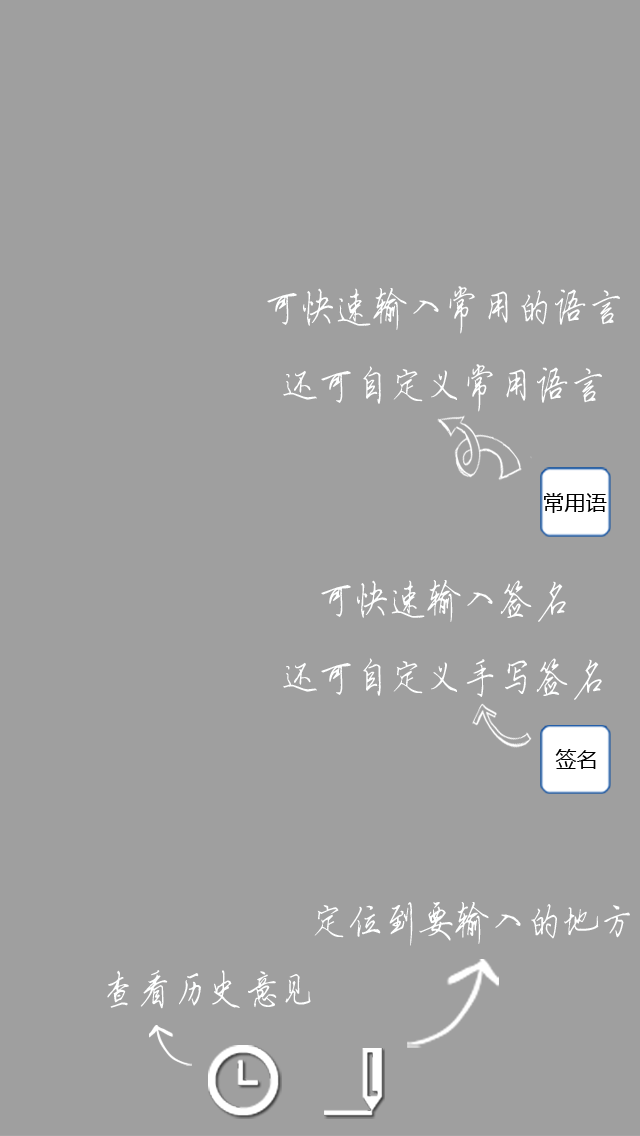 可快速输入常用的语言
还可自定义常用语言
常用语
可快速输入签名
还可自定义手写签名
签名
定位到要输入的地方
查看历史意见